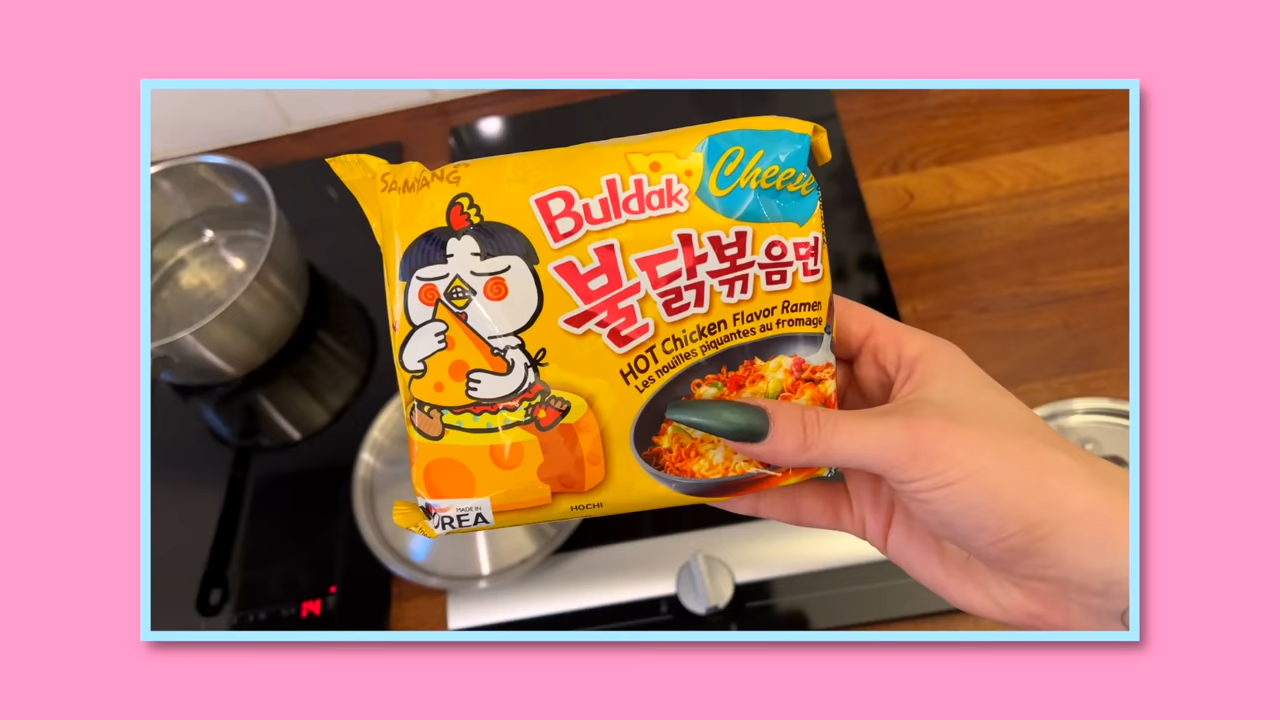 SAMYANG
Cheese
Buldak
불닭볶음면
HOT Chicken Flavor Ramen
Les nouilles piquantes au fromage
HOCHI
MADE IN
KOREA
14